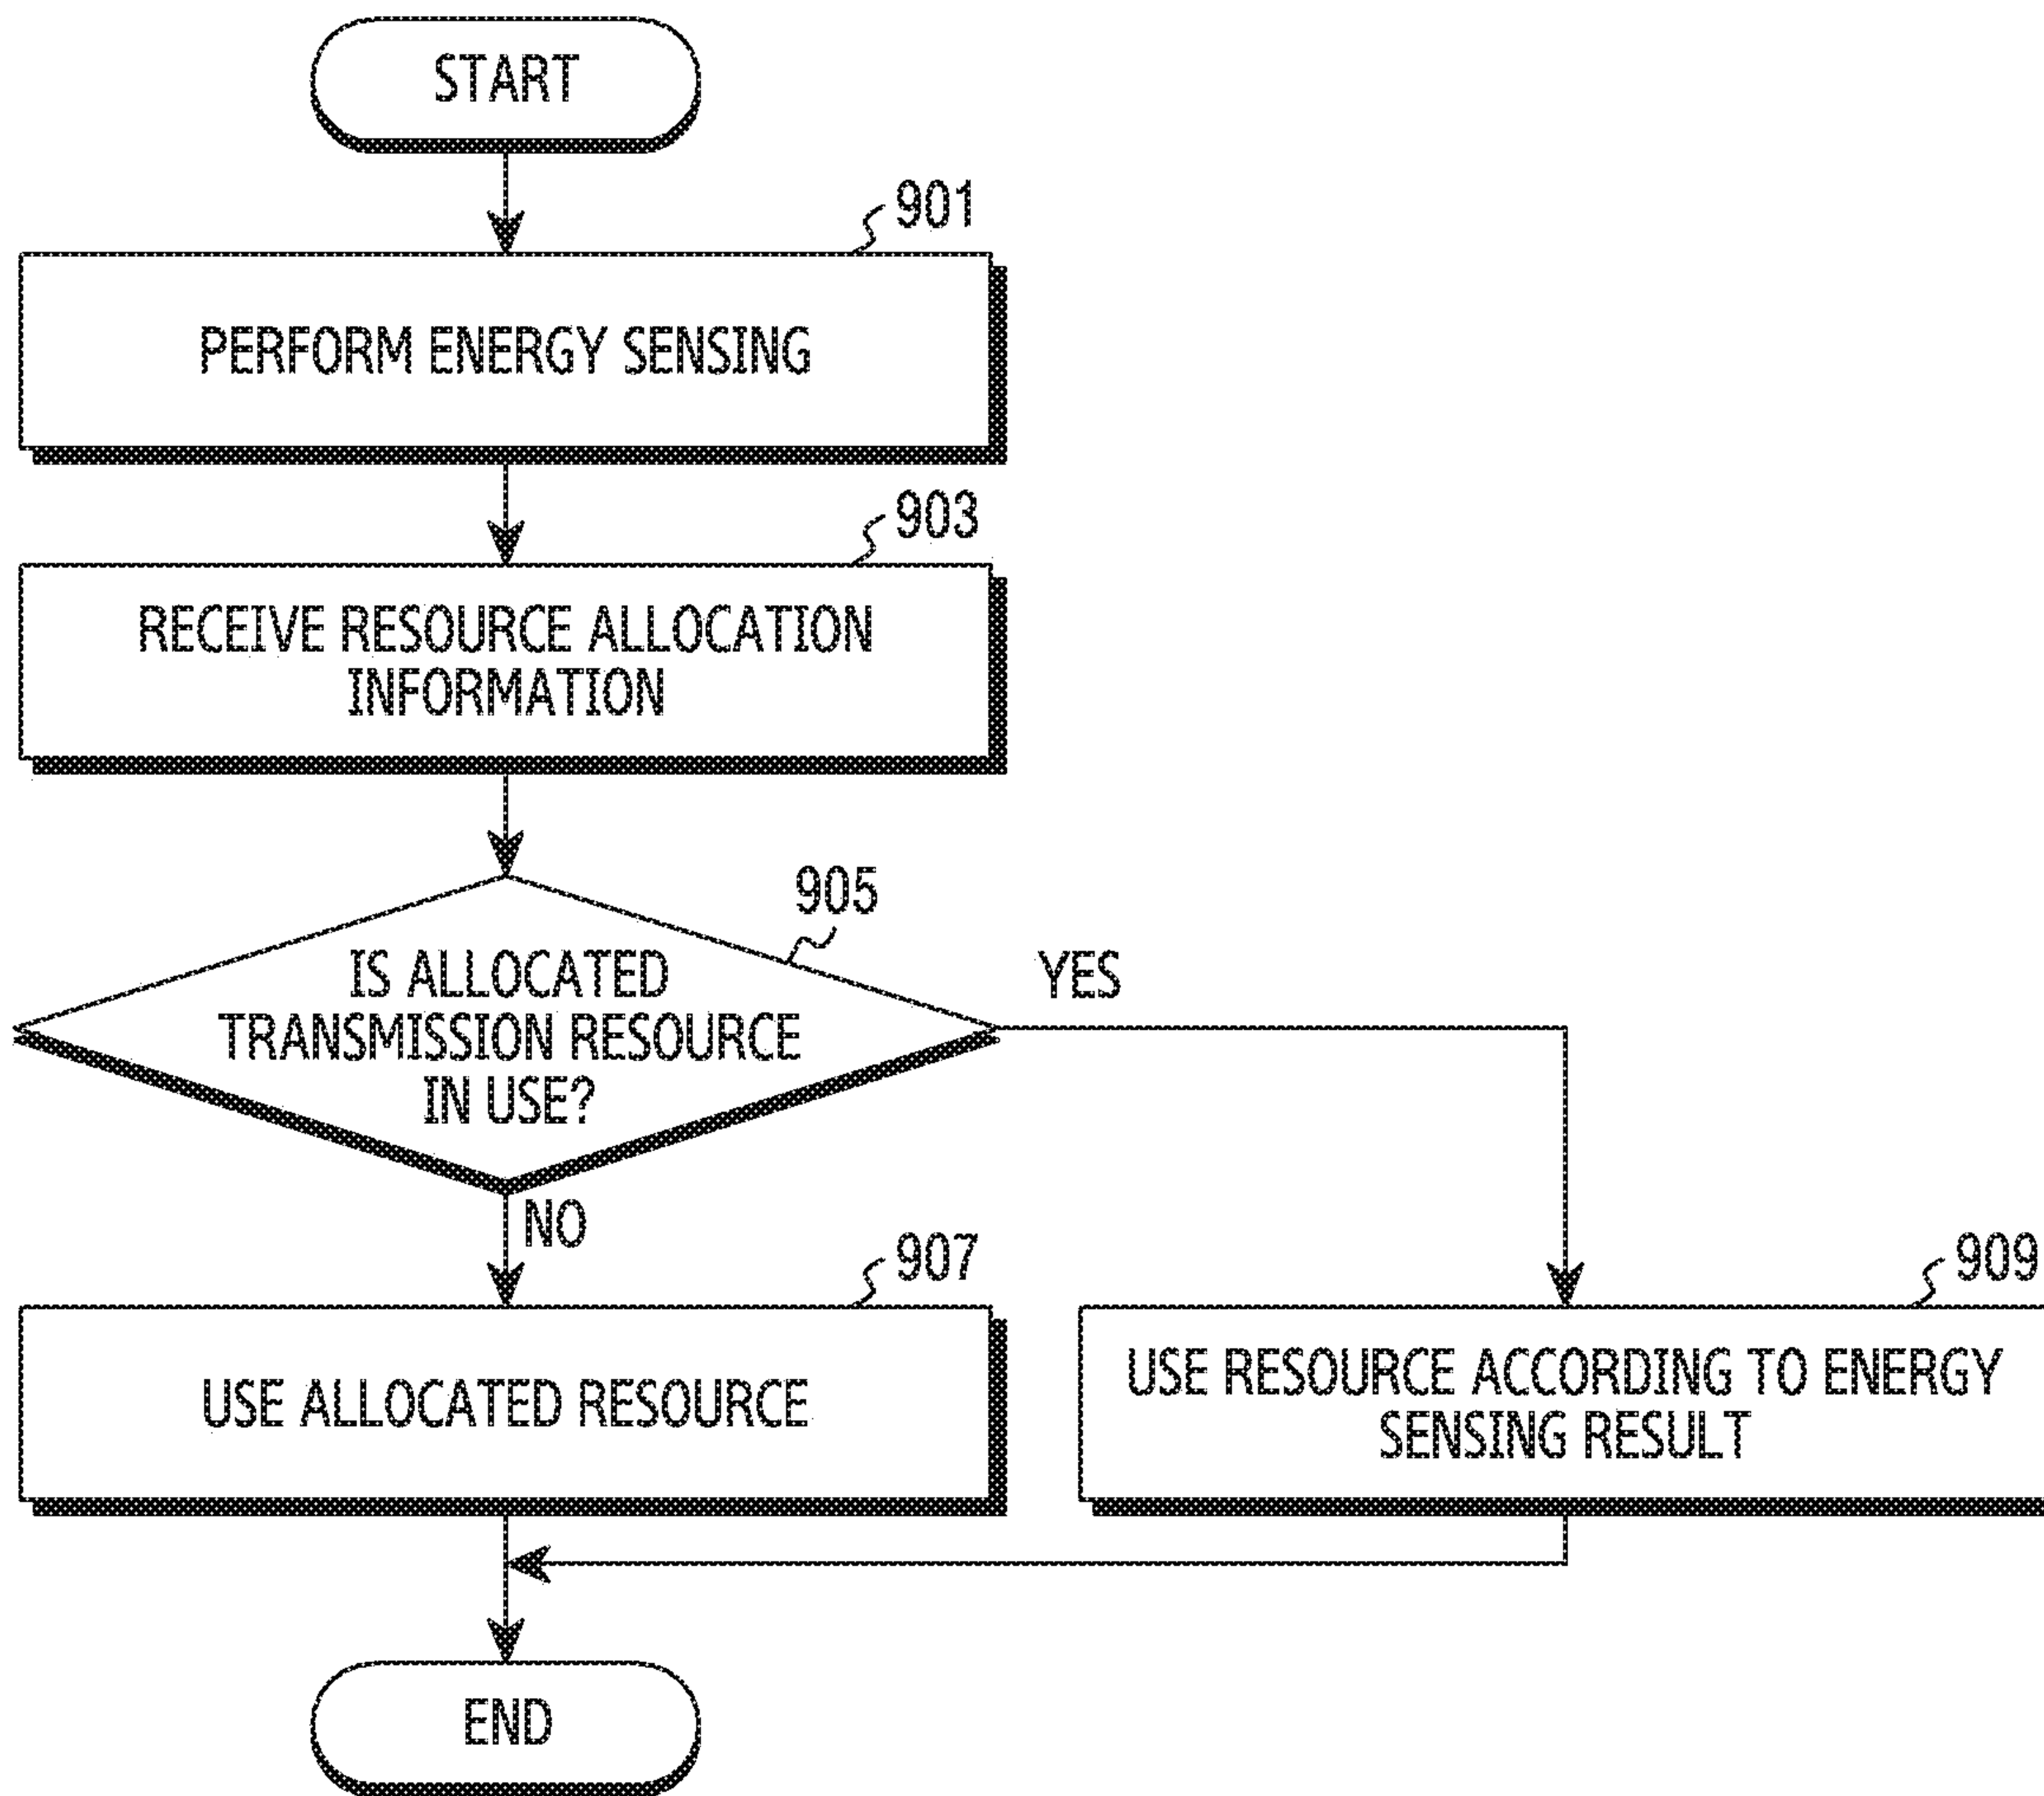 START
901
PERFORM ENERGY SENSING
903
RECEIVE RESOURCE ALLOCATION
INFORMATION
905
IS ALLOCATED
TRANSMISSION RESOURCE
IN USE?
YES
NO
907
USE ALLOCATED RESOURCE
909
USE RESOURCE ACCORDING TO ENERGY
SENSING RESULT
END